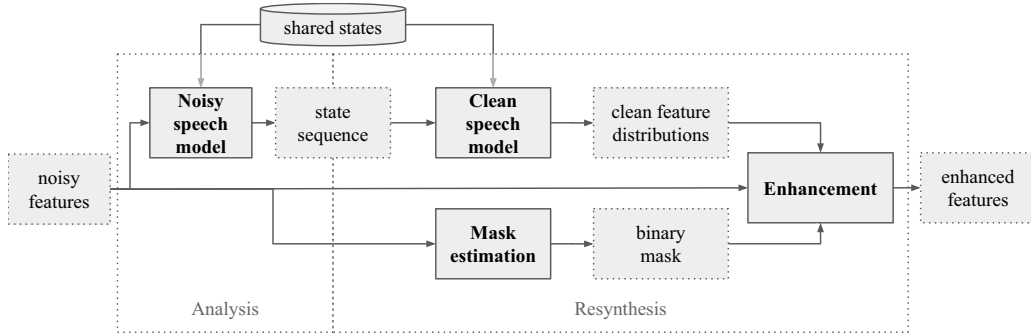 shared states
Noisy
speech
model
state
sequence
Clean
speech
model
clean feature
distributions
noisy
features
Enhancement
enhanced
features
Mask
estimation
binary
mask
Analysis
Resynthesis